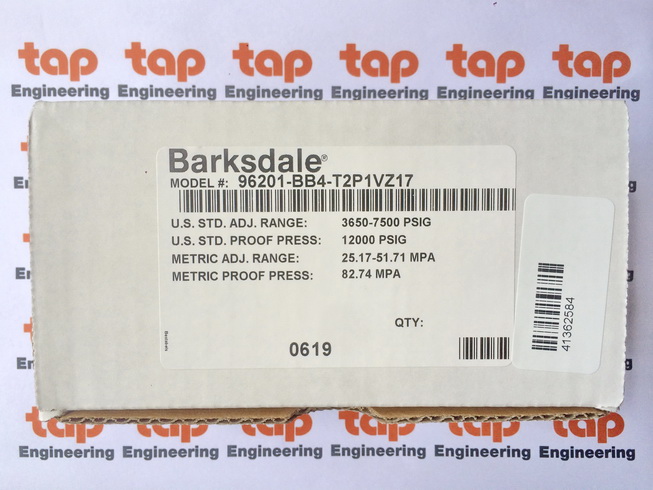 tap tap tap tap tap tap
Engineering Engineering Engineering Engineering Engineering Engineering
Barksdale®
MODEL #: 96201-BB4-T2P1VZ17
U.S. STD. ADJ. RANGE: 3650-7500 PSIG
U.S. STD. PROOF PRESS: 12000 PSIG
METRIC ADJ. RANGE: 25.17-51.71 MPA
METRIC PROOF PRESS: 82.74 MPA
QTY:
0619
41362584
tap tap tap tap tap tap
Engineering Engineering Engineering Engineering Engineering Engineering